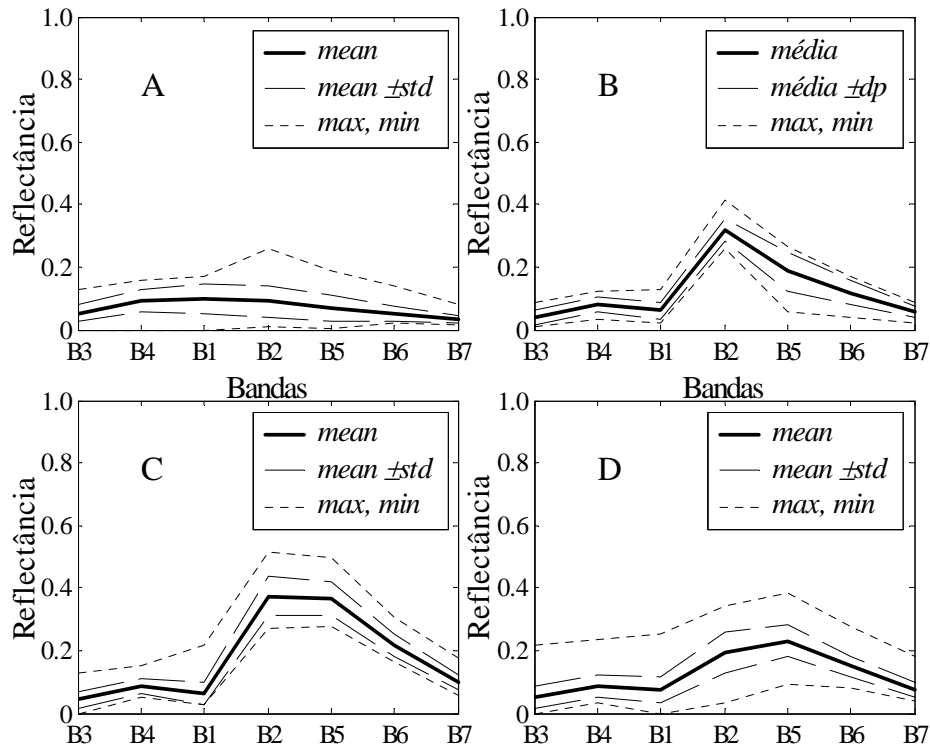 1.0
0.8
0.6
0.4
0.2
0
Reflectância
A
mean
mean ±std
max, min
B3 B4 B1 B2 B5 B6 B7
Bandas
1.0
0.8
0.6
0.4
0.2
0
Reflectância
B
média
média ±dp
max, min
B3 B4 B1 B2 B5 B6 B7
Bandas
1.0
0.8
0.6
0.4
0.2
0
Reflectância
C
mean
mean ±std
max, min
B3 B4 B1 B2 B5 B6 B7
1.0
0.8
0.6
0.4
0.2
0
Reflectância
D
mean
mean ±std
max, min
B3 B4 B1 B2 B5 B6 B7